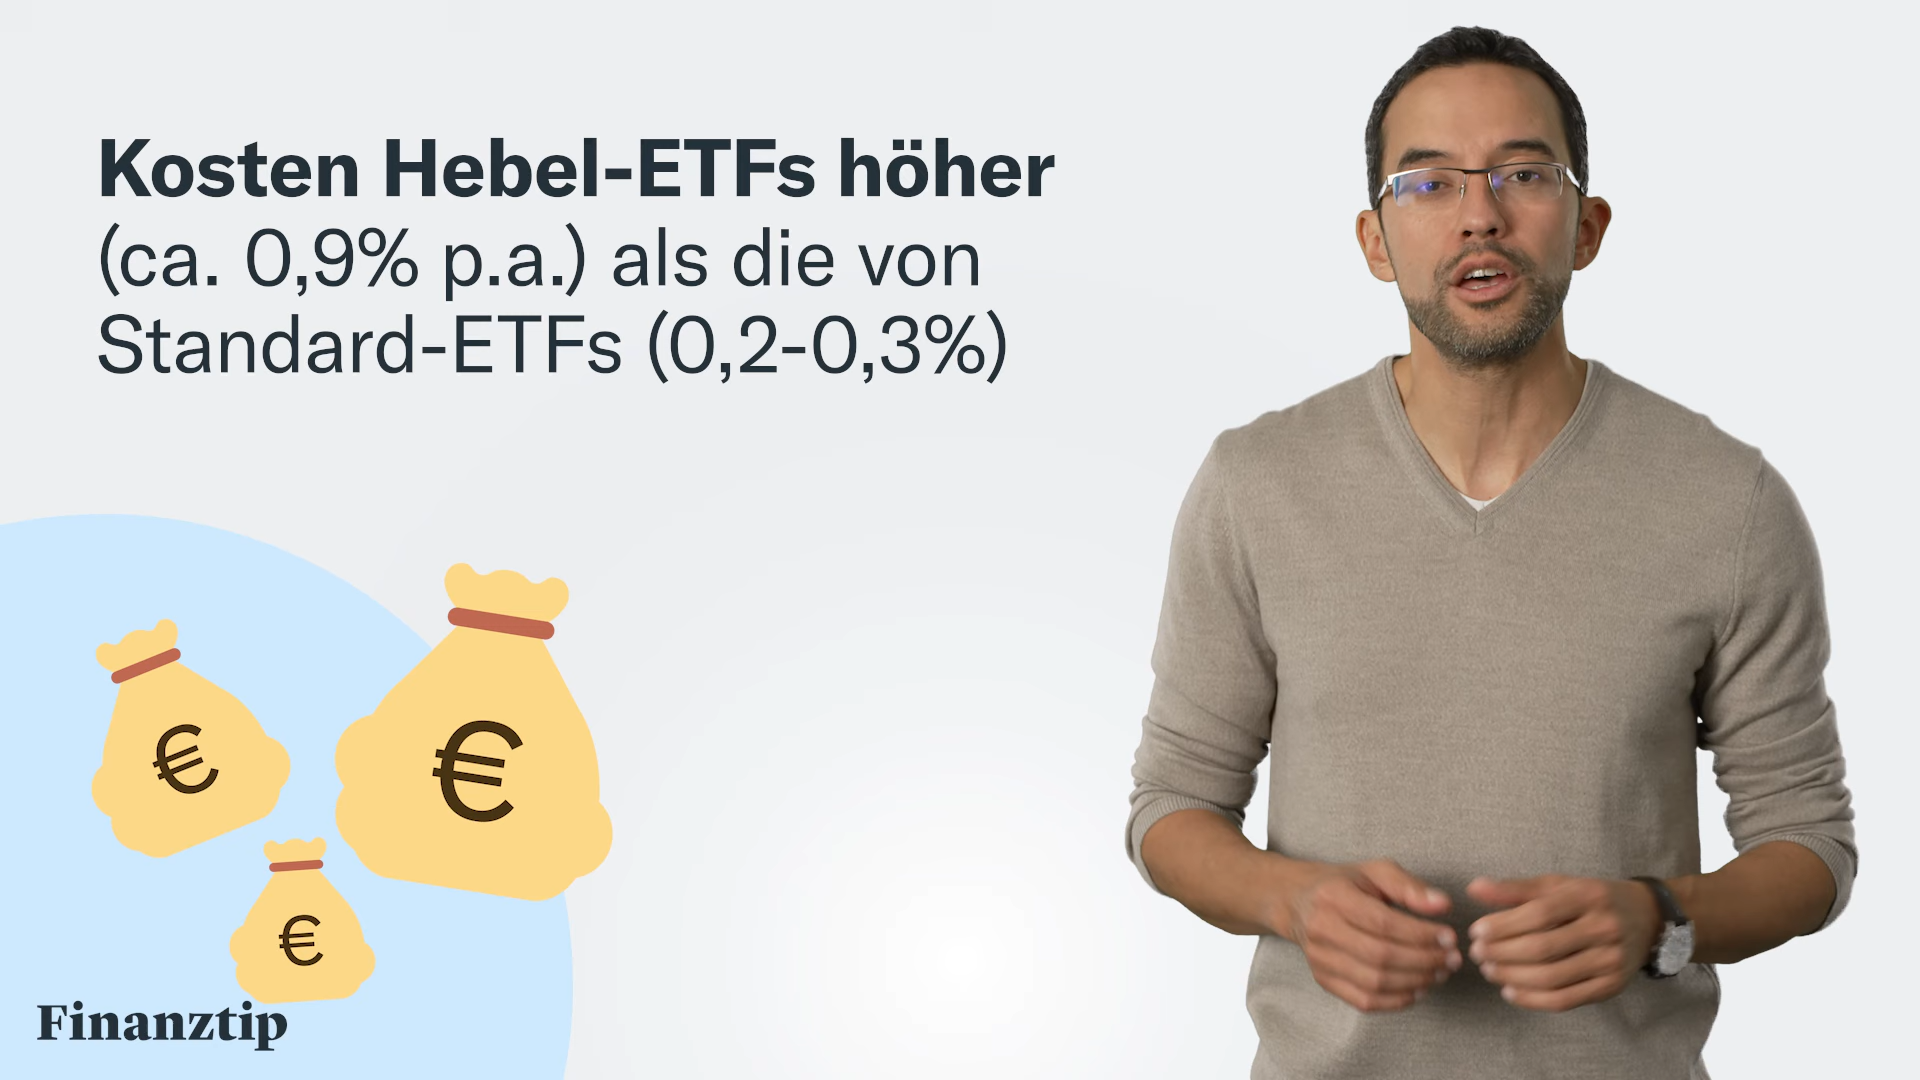 Kosten Hebel-ETFs höher
(ca. 0,9% p.a.) als die von
Standard-ETFs (0,2-0,3%)
€
€
€
Finanztip